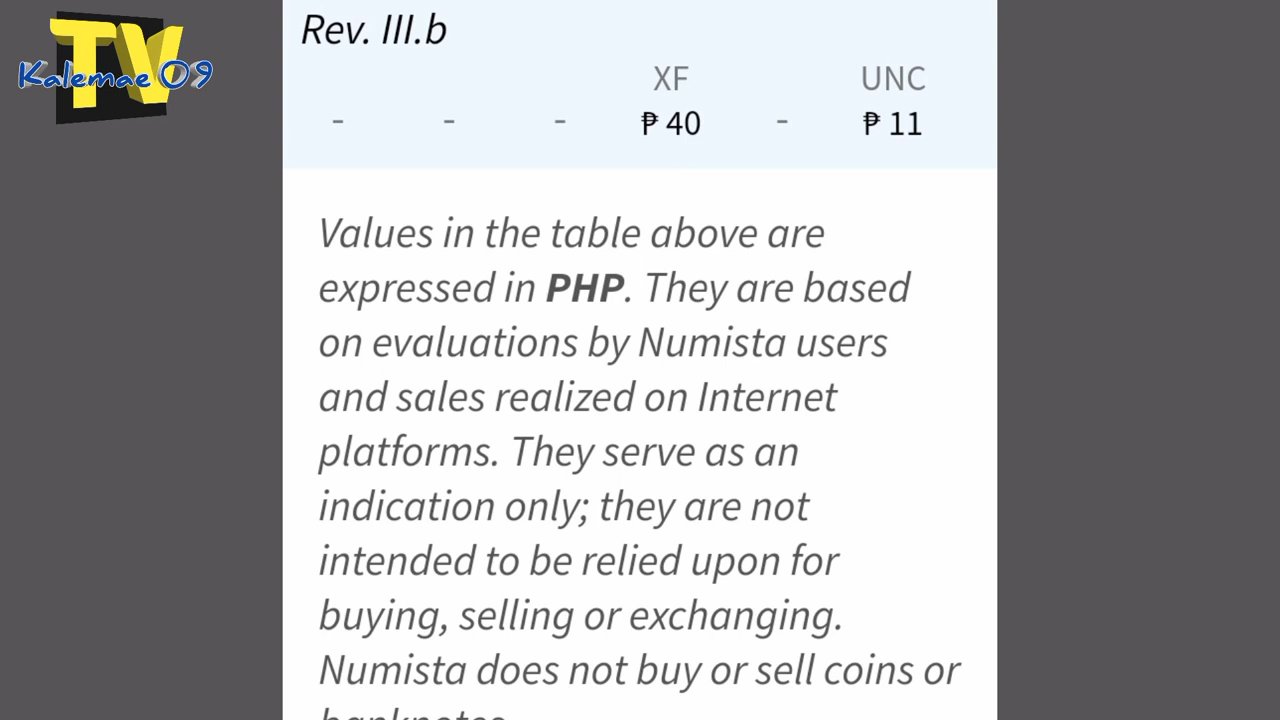 TV
Kalemae 09
Rev. III.b
XF UNC
- - - ₱ 40 - ₱ 11
Values in the table above are
expressed in PHP. They are based
on evaluations by Numista users
and sales realized on Internet
platforms. They serve as an
indication only; they are not
intended to be relied upon for
buying, selling or exchanging.
Numista does not buy or sell coins or